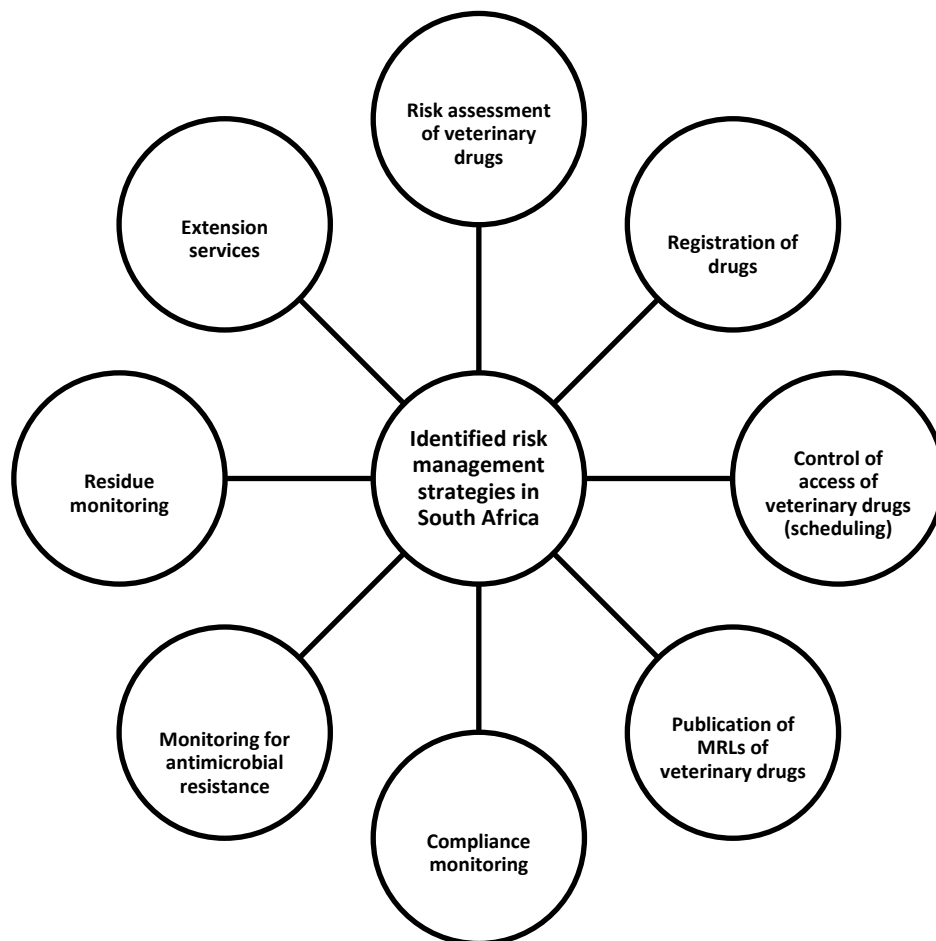 Risk assessment
of veterinary
drugs
Registration of
drugs
Control of
access of
veterinary drugs
(scheduling)
Publication of
MRLs of
veterinary drugs
Compliance
monitoring
Monitoring for
antimicrobial
resistance
Residue
monitoring
Extension
services
Identified risk
management
strategies in
South Africa